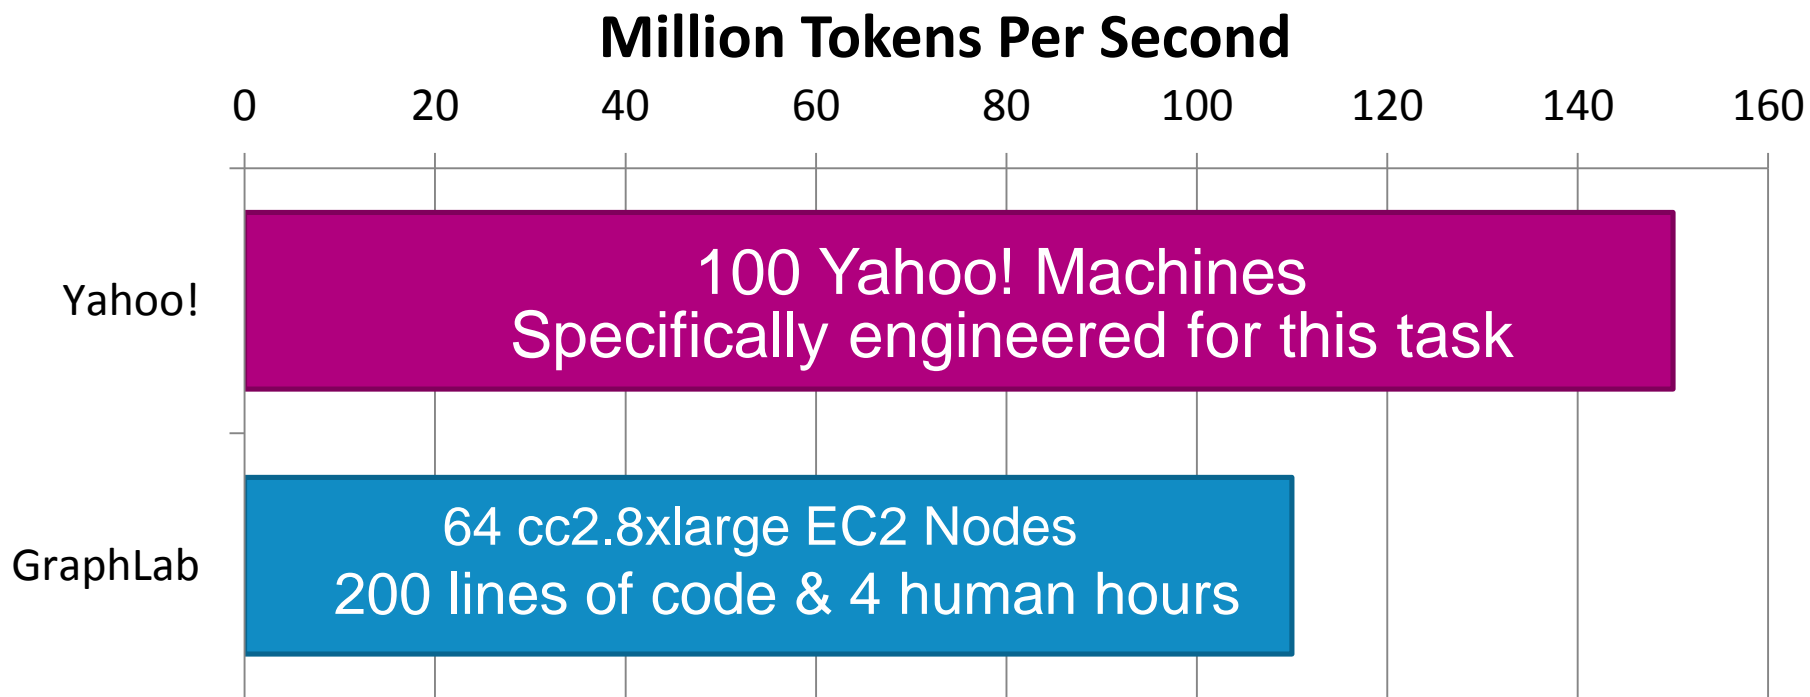 Million Tokens Per Second
0 20 40 60 80 100 120 140 160
Yahoo!
100 Yahoo! Machines
Specifically engineered for this task
GraphLab
64 cc2.8xlarge EC2 Nodes
200 lines of code & 4 human hours